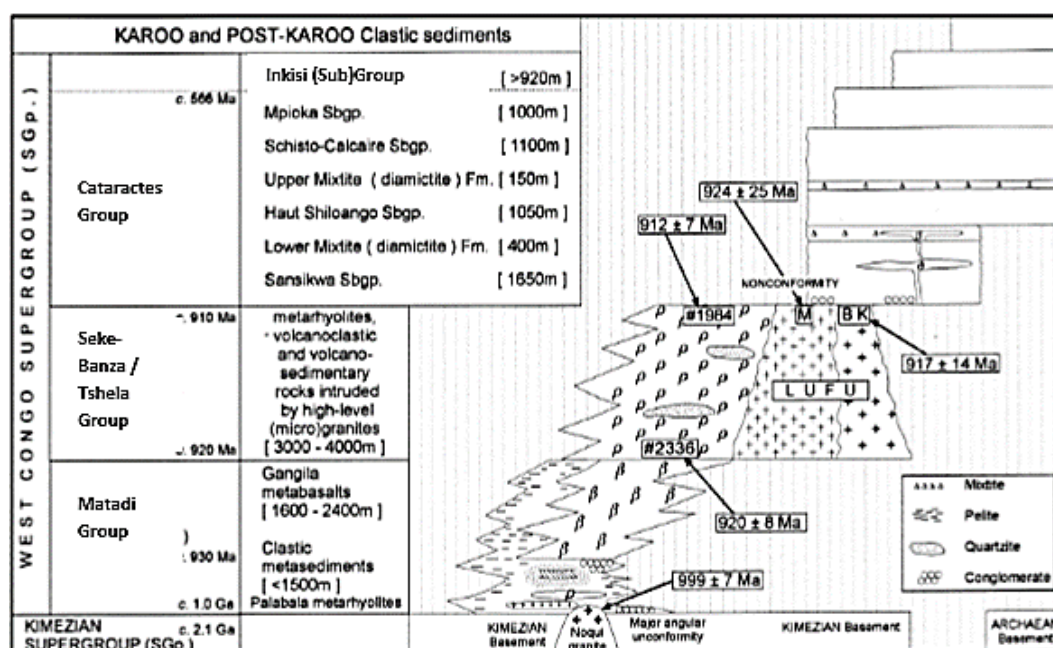 KAROO and POST-KAROO Clastic sediments
WEST CONGO SUPERGROUP (SGp.)
Inkisi (Sub)Group [ >920m ]
c. 566 Ma
Mpioka Sbgp. [ 1000m ]
Schisto-Calcaire Sbgp. [ 1100m ]
Cataractes
Group
Upper Mixtite ( diamictite ) Fm. [ 150m ]
Haut Shiloango Sbgp. [ 1050m ]
Lower Mixtite ( diamictite ) Fm. [ 400m ]
Sansikwa Sbgp. [ 1650m ]
924 ± 25 Ma
912 ± 7 Ma
NONCONFORMITY
910 Ma
Seke-
Banza /
Tshela
Group
920 Ma
metarhyolites,
volcanoclastic
and volcano-
sedimentary
rocks intruded
by high-level
(micro)granites
[ 3000 - 4000m ]
#1984
M
B K
917 ± 14 Ma
L U F U
#2336
920 ± 8 Ma
Matadi
Group
)
930 Ma
c. 1.0 Ga
Gangila
metabasalts
[ 1600 - 2400m ]
Clastic
metasediments
[ <1500m ]
Palabala metarhyolites
999 ± 7 Ma
Mixtite
Pelite
Quartzite
Conglomerate
KIMEZIAN
SUPERGROUP (SGp.)
c. 2.1 Ga
KIMEZIAN
Basement
Noqui
granite
Major angular
unconformity
KIMEZIAN Basement
ARCHAEAN
Basement